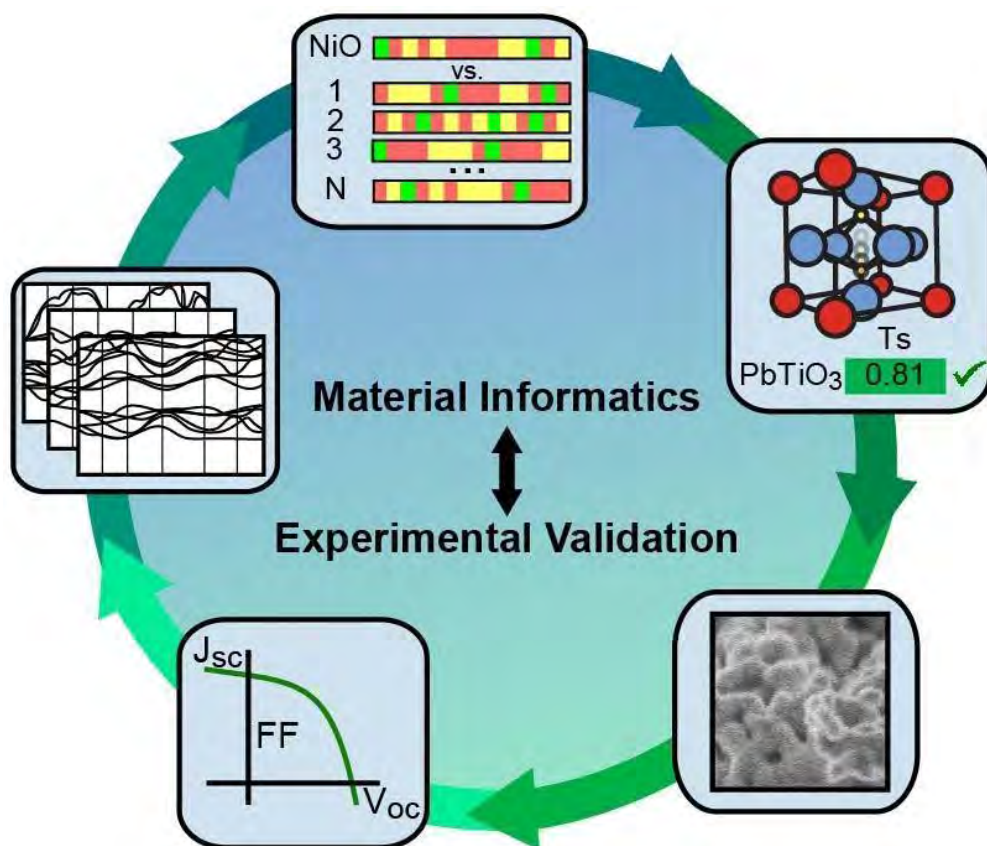 NiO
vs.
1
2
3
...
N
Ts
PbTiO₃ 0.81 ✓
Material Informatics
Experimental Validation
Jsc
FF
Voc